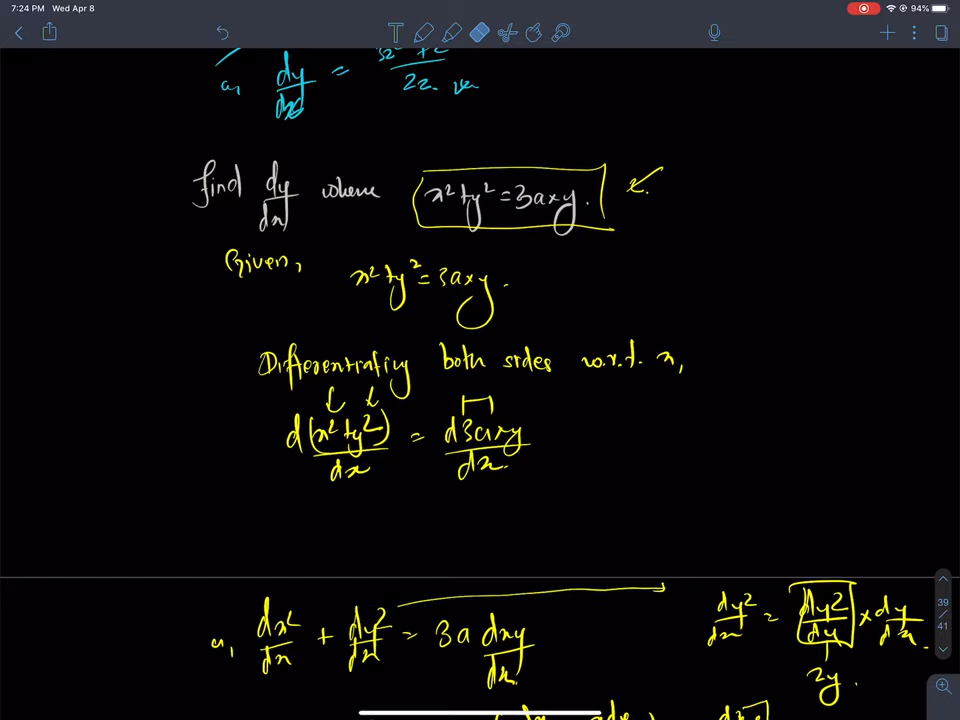 7:24 PM Wed Apr 8
94%
dy/dx =
find dy/dx where x² + y² = 3axy.
Given,
x² + y² = 3axy.
Differentiating both sides w.r.t. x,
d(x² + y²)/dx = d3axy/dx
39
/
41
dx²/dx + dy²/dx = 3a dxy/dx
dy²/dx = dy²/dy × dy/dx.
2y.